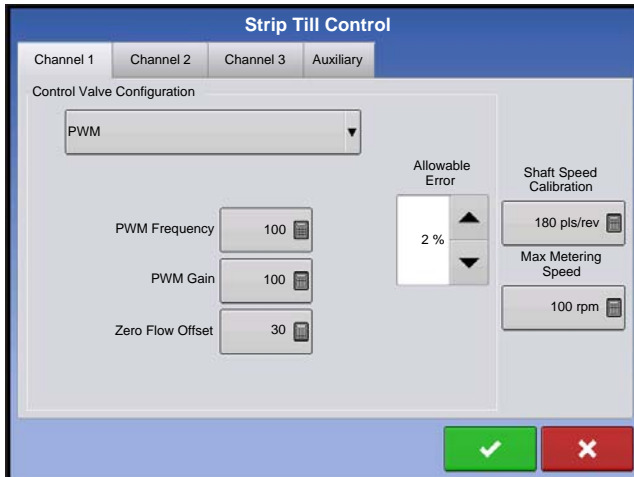 Strip Till Control
Channel 1
Channel 2
Channel 3
Auxiliary
Control Valve Configuration
PWM
PWM Frequency
100
PWM Gain
100
Zero Flow Offset
30
Allowable
Error
2 %
Shaft Speed
Calibration
180 pls/rev
Max Metering
Speed
100 rpm